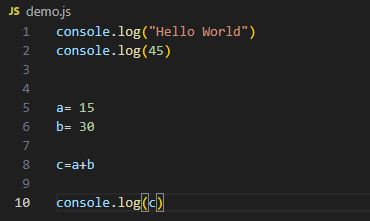 JS demo.js
1 console.log("Hello World")
2 console.log(45)
3
4
5 a= 15
6 b= 30
7
8 c=a+b
9
10 console.log(c)